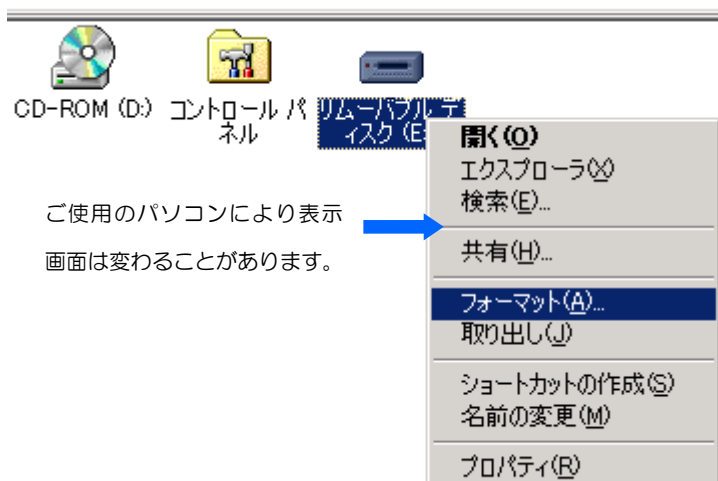 CD-ROM (D:)
コントロール パ
ネル
リムーバブル デ
ィスク (E
開く(O)
エクスプローラ(X)
検索(E)...
ご使用のパソコンにより表示
画面は変わることがあります。
共有(H)...
フォーマット(A)...
取り出し(J)
ショートカットの作成(S)
名前の変更(M)
プロパティ(R)